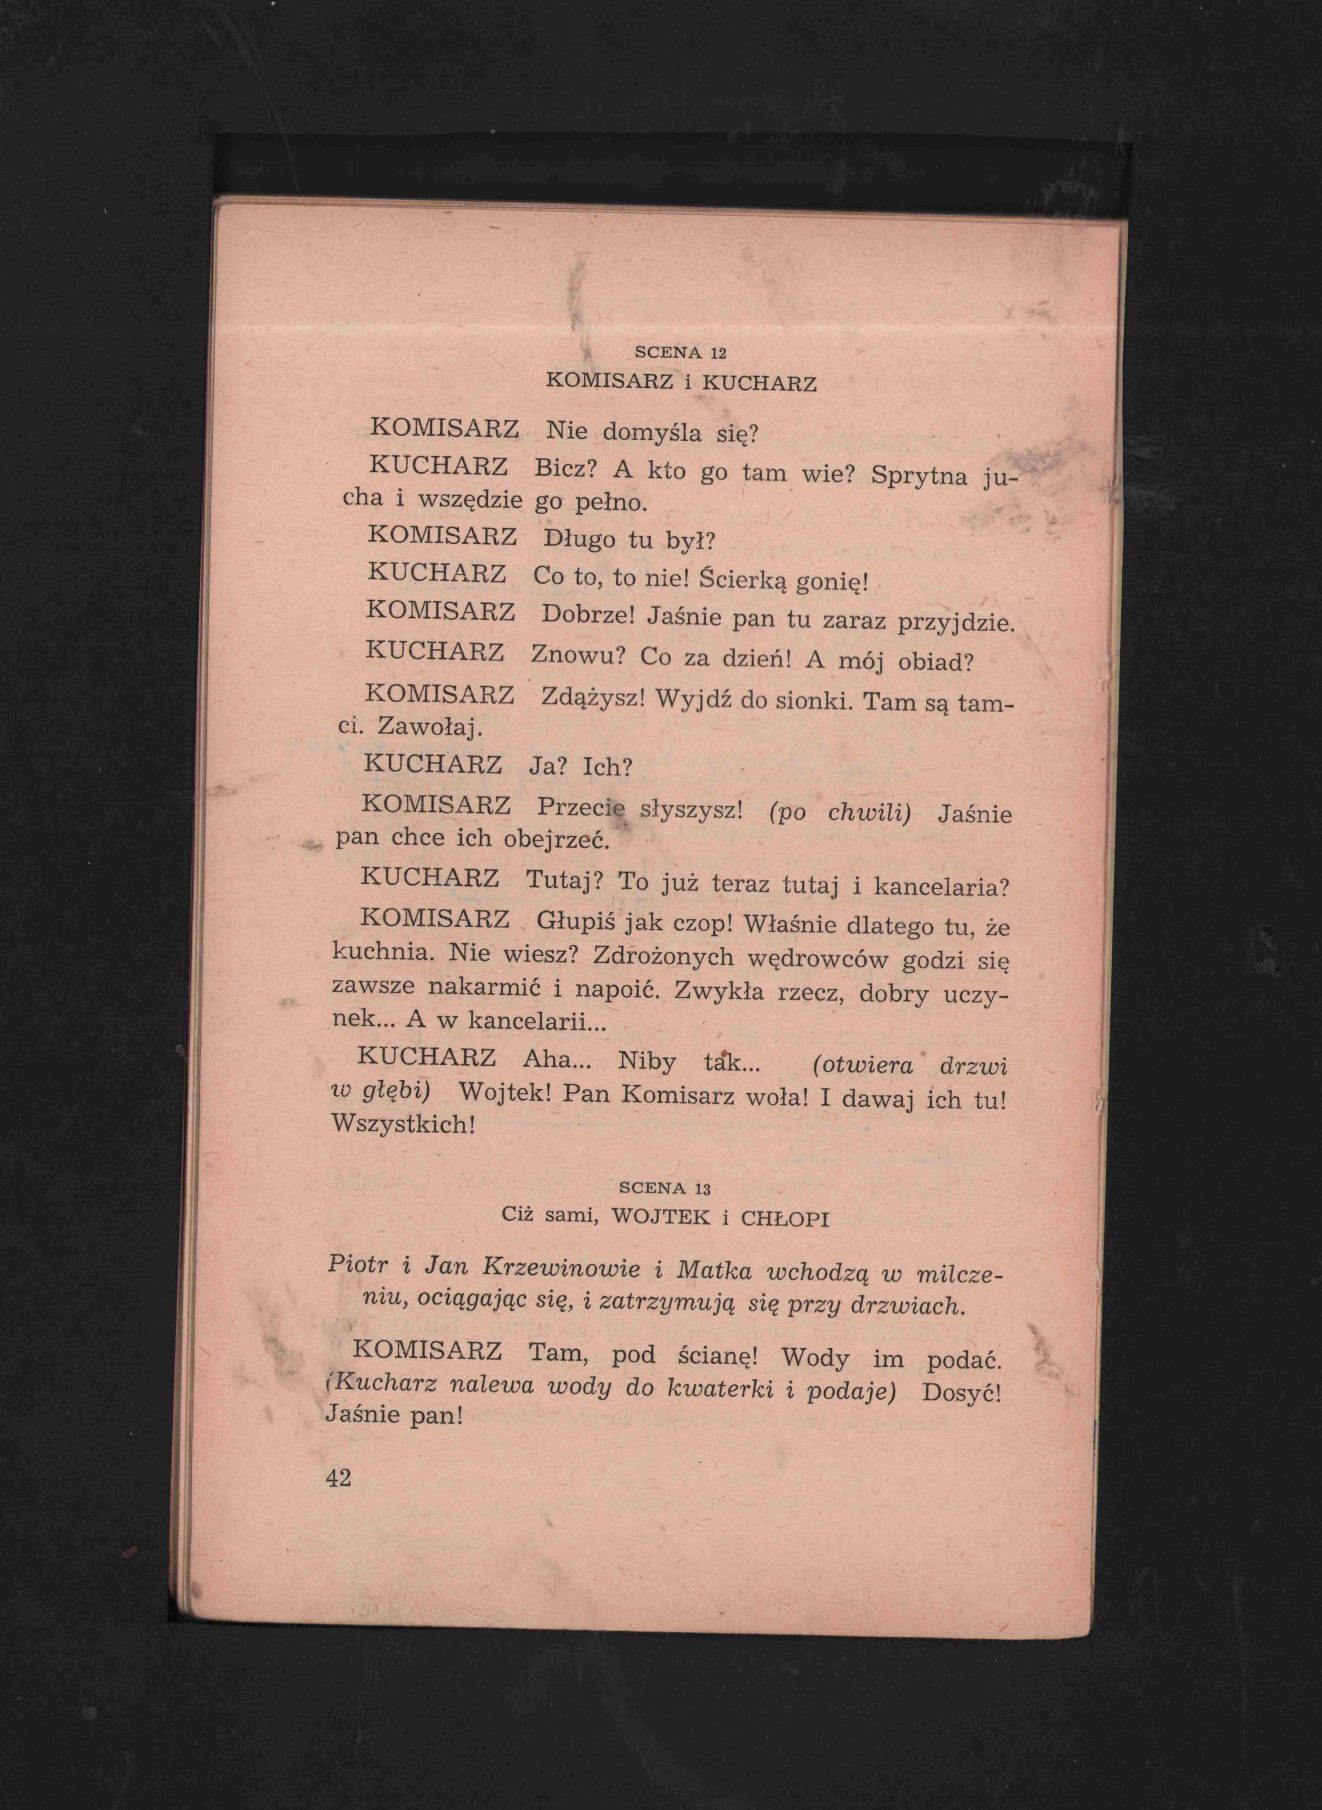 SCENA 12
KOMISARZ i KUCHARZ
KOMISARZ Nie domyśla się?
KUCHARZ Bicz? A kto go tam wie? Sprytna ju-
cha i wszędzie go pełno.
KOMISARZ Długo tu był?
KUCHARZ Co to, to nie! Ścierką gonię!
KOMISARZ Dobrze! Jaśnie pan tu zaraz przyjdzie.
KUCHARZ Znowu? Co za dzień! A mój obiad?
KOMISARZ Zdążysz! Wyjdź do sionki. Tam są tam-
ci. Zawołaj.
KUCHARZ Ja? Ich?
KOMISARZ Przecie słyszysz! (po chwili) Jaśnie
pan chce ich obejrzeć.
KUCHARZ Tutaj? To już teraz tutaj i kancelaria?
KOMISARZ Głupiś jak czop! Właśnie dlatego tu, że
kuchnia. Nie wiesz? Zdrożonych wędrowców godzi się
zawsze nakarmić i napoić. Zwykła rzecz, dobry uczy-
nek... A w kancelarii...
KUCHARZ Aha... Niby tak... (otwiera drzwi
w głębi) Wojtek! Pan Komisarz woła! I dawaj ich tu!
Wszystkich!
SCENA 13
Ciż sami, WOJTEK i CHŁOPI
Piotr i Jan Krzewinowie i Matka wchodzą w milcze-
niu, ociągając się, i zatrzymują się przy drzwiach.
KOMISARZ Tam, pod ścianę! Wody im podać.
(Kucharz nalewa wody do kwaterki i podaje) Dosyć!
Jaśnie pan!
42